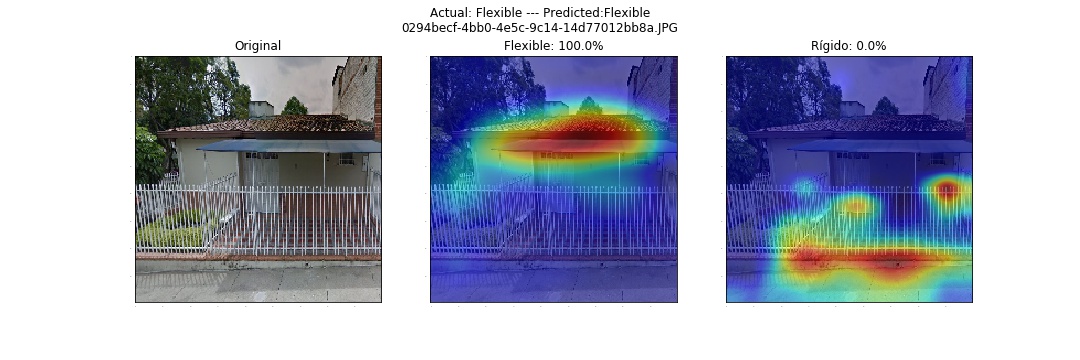 Actual: Flexible --- Predicted:Flexible
0294becf-4bb0-4e5c-9c14-14d77012bb8a.JPG
Original
Flexible: 100.0%
Rígido: 0.0%